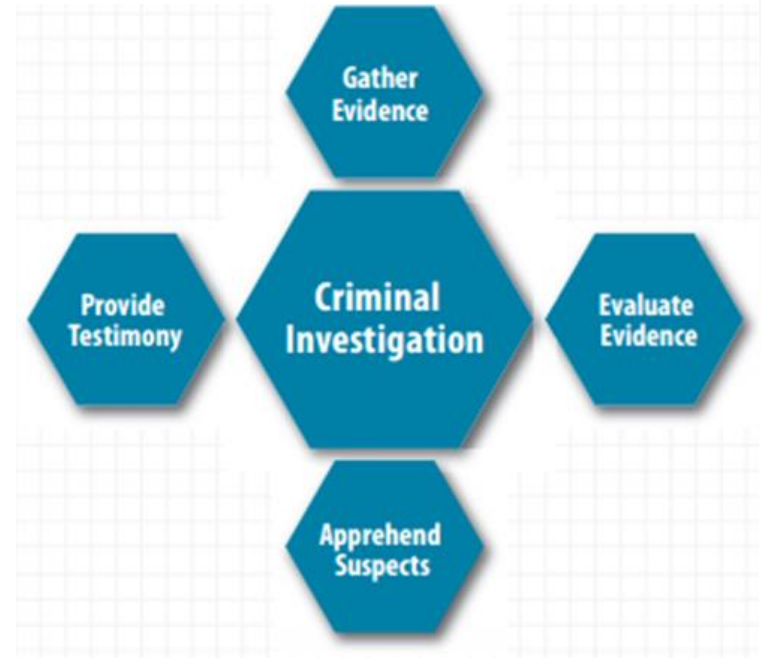 Gather
Evidence
Provide
Testimony
Criminal
Investigation
Evaluate
Evidence
Apprehend
Suspects